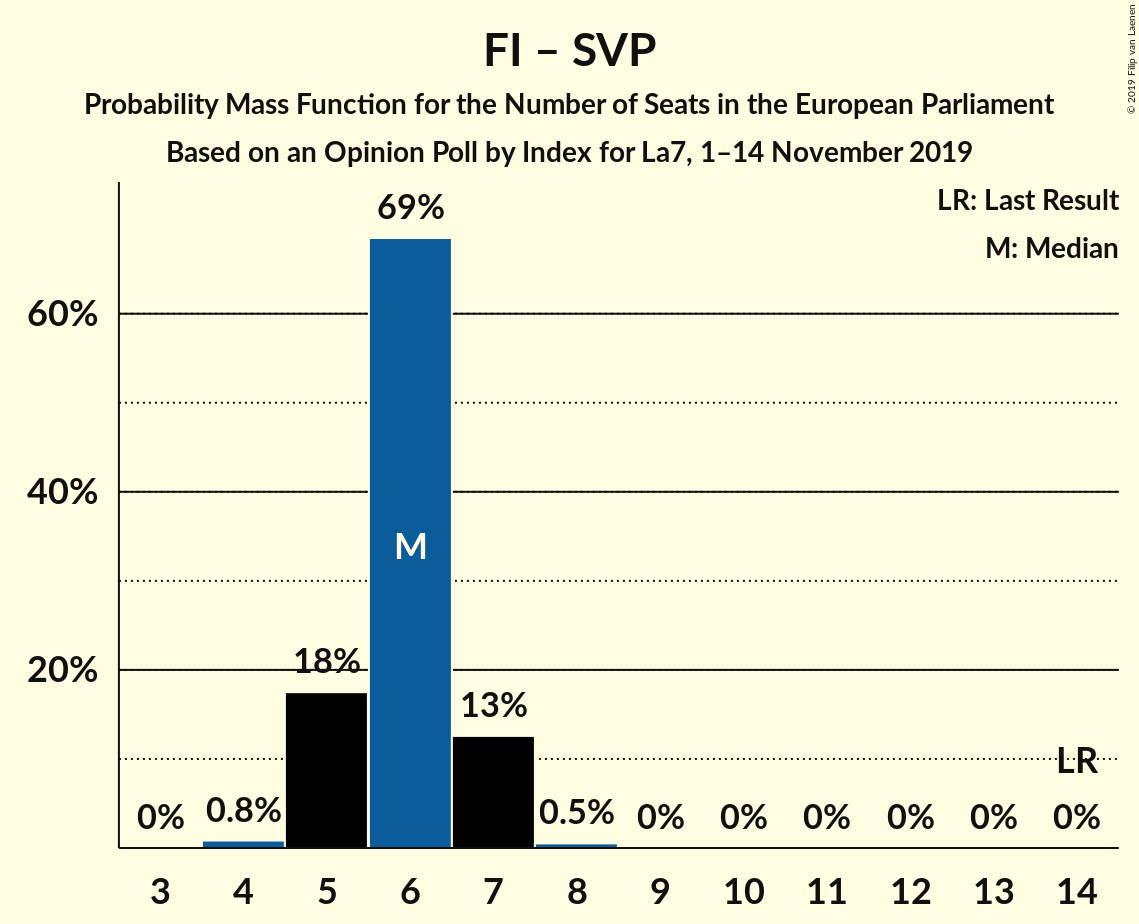 FI – SVP
Probability Mass Function for the Number of Seats in the European Parliament
Based on an Opinion Poll by Index for La7, 1–14 November 2019
© 2019 Filip van Laenen
LR: Last Result
M: Median
69%
60%
40%
M
20%
18%
13%
LR
0%
0.8%
0.5%
0%
0%
0%
0%
0%
0%
3 4 5 6 7 8 9 10 11 12 13 14